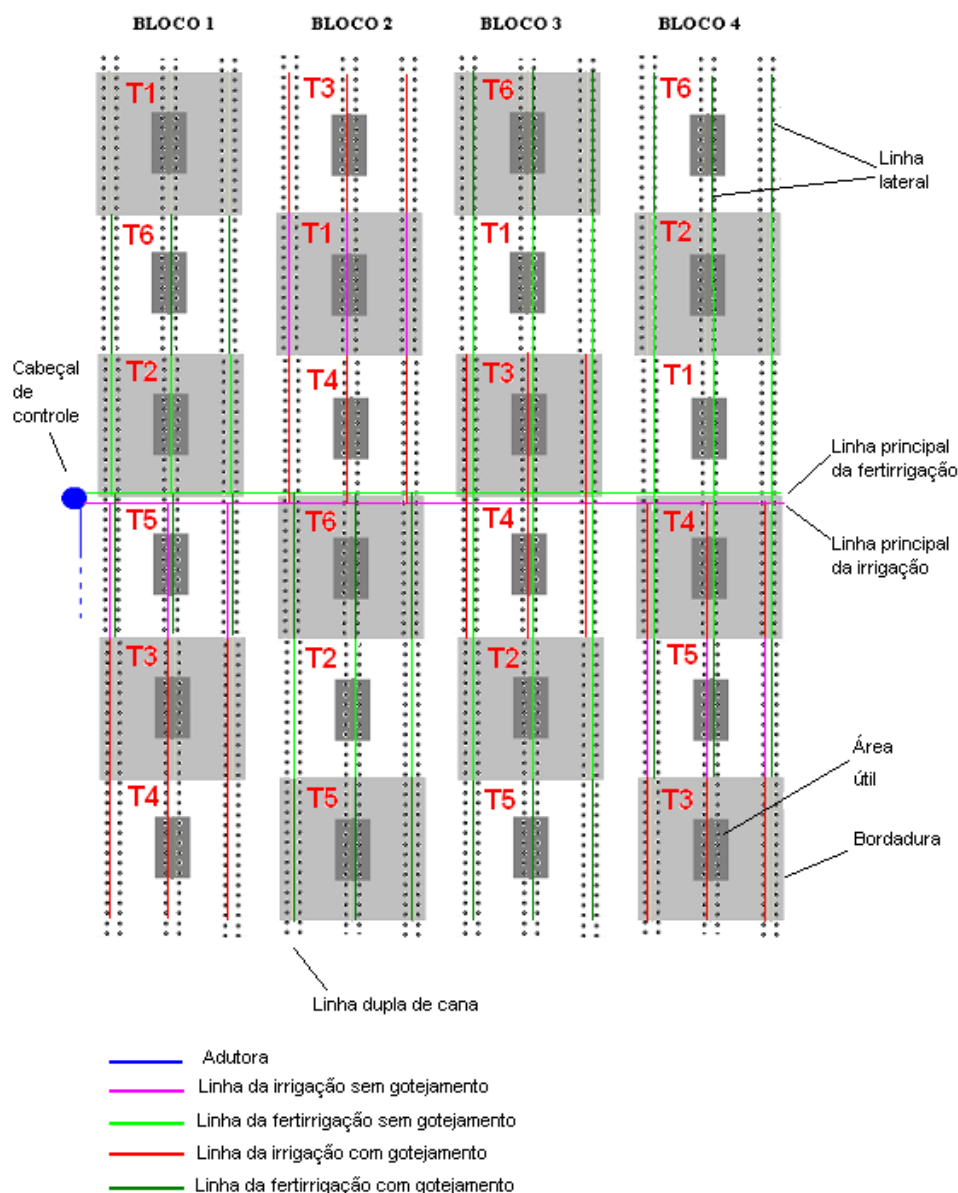 BLOCO 1 BLOCO 2 BLOCO 3 BLOCO 4
T1 T3 T6 T6
Linha
lateral
T6 T1 T1 T2
Cabeçal
de
controle
T2 T4 T3 T1
Linha principal
da fertirrigação
T5 T6 T4 T4
Linha principal
da irrigação
T3 T2 T2 T5
Área
útil
T4 T5 T5 T3
Bordadura
Linha dupla de cana
Adutora
Linha da irrigação sem gotejamento
Linha da fertirrigação sem gotejamento
Linha da irrigação com gotejamento
Linha da fertirrigação com gotejamento